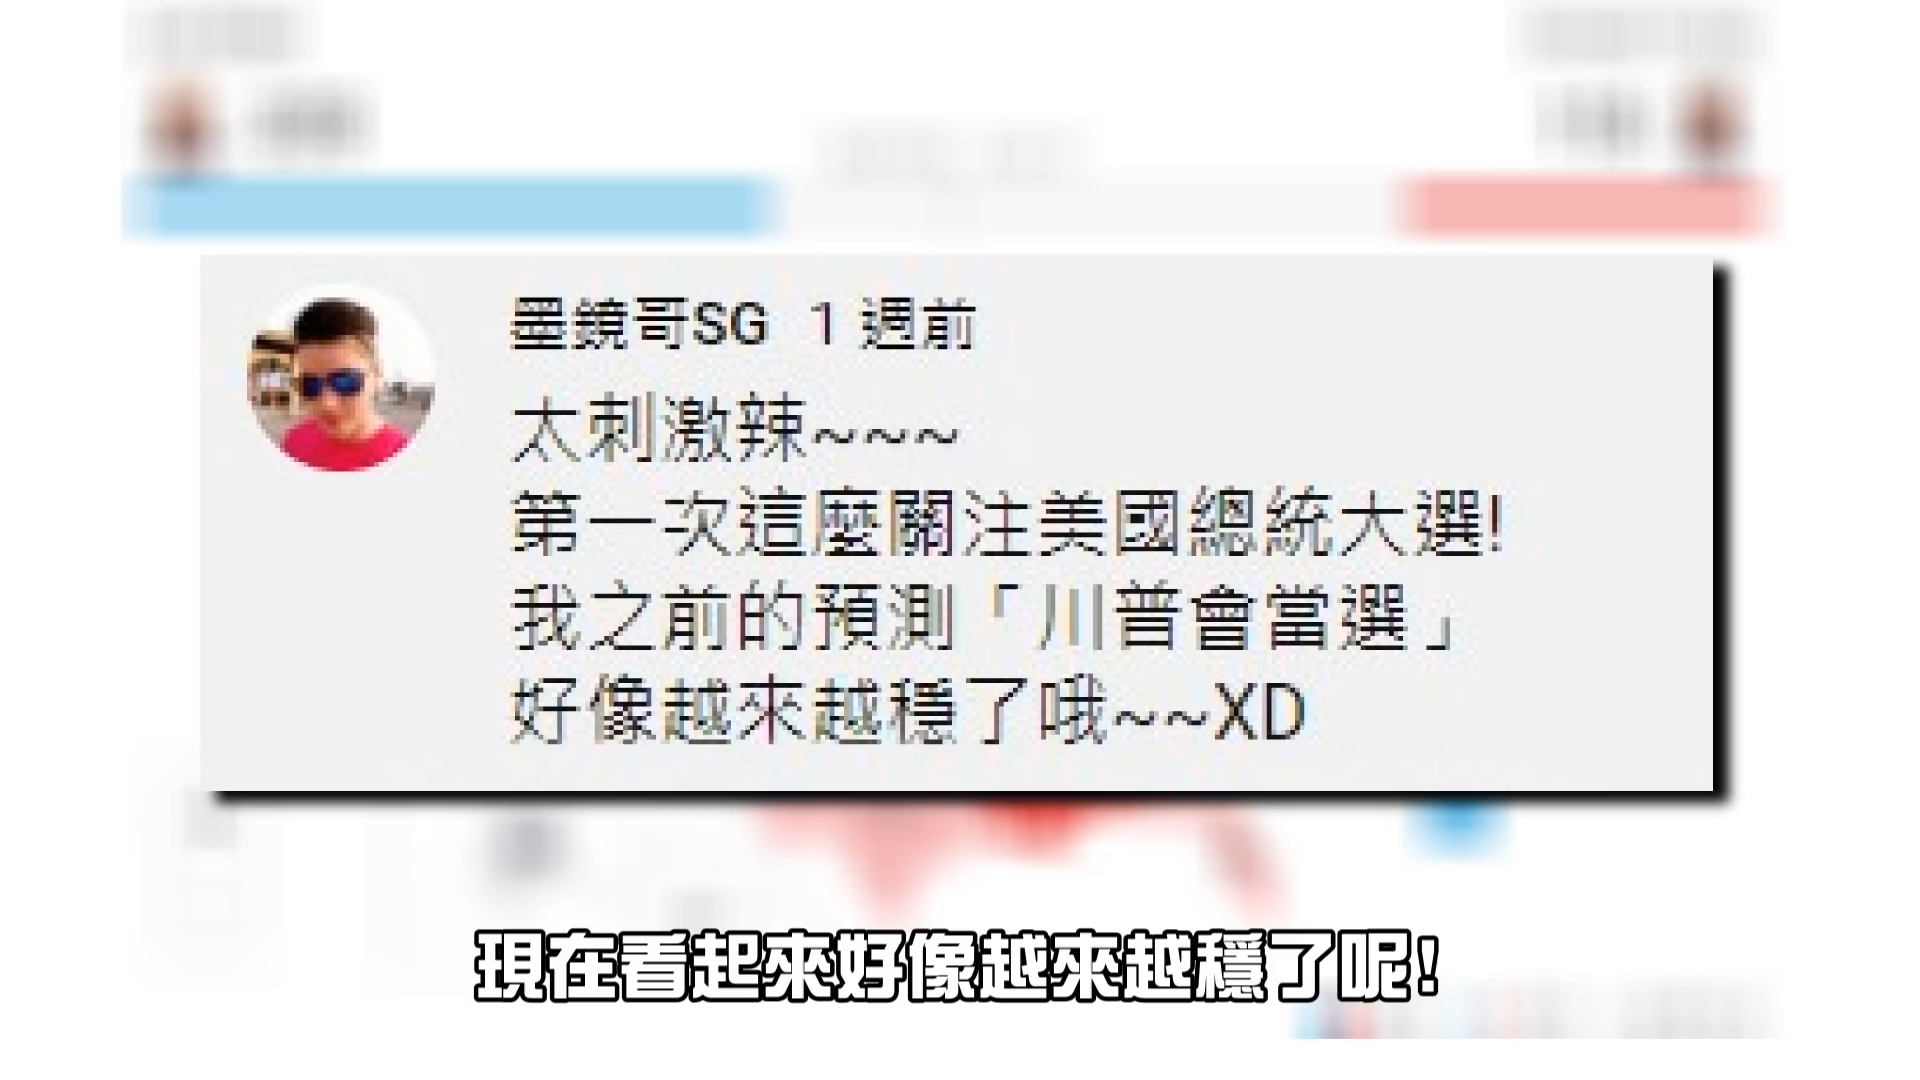 墨鏡哥SG 1 週前
太刺激辣~~~
第一次這麼關注美國總統大選!
我之前的預測「川普會當選」
好像越來越穩了哦~~XD
現在看起來好像越來越穩了呢!